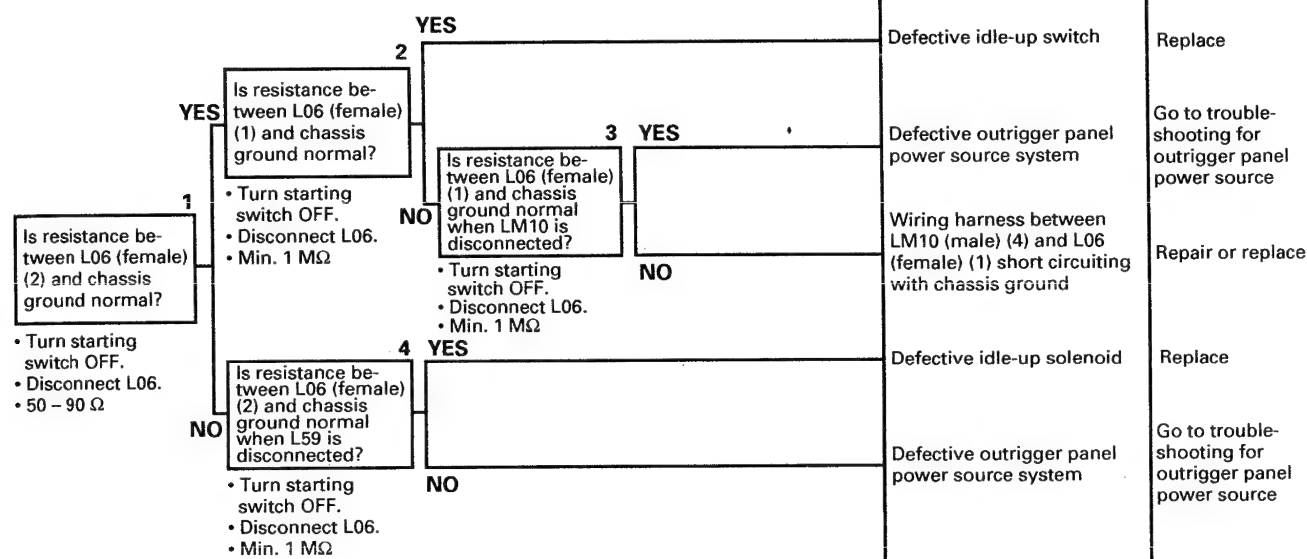 YES
Defective idle-up switch
Replace
2
Is resistance be-
tween L06 (female)
(1) and chassis
ground normal?
YES
• Turn starting
switch OFF.
• Disconnect L06.
• Min. 1 MΩ
3 YES
Defective outrigger panel
power source system
Go to trouble-
shooting for
outrigger panel
power source
NO
Is resistance be-
tween L06 (female)
(1) and chassis
ground normal
when LM10 is
disconnected?
• Turn starting
switch OFF.
• Disconnect L06.
• Min. 1 MΩ
NO
Wiring harness between
LM10 (male) (4) and L06
(female) (1) short circuiting
with chassis ground
Repair or replace
1
Is resistance be-
tween L06 (female)
(2) and chassis
ground normal?
• Turn starting
switch OFF.
• Disconnect L06.
• 50 – 90 Ω
4 YES
Defective idle-up solenoid
Replace
NO
Is resistance be-
tween L06 (female)
(2) and chassis
ground normal
when L59 is
disconnected?
• Turn starting
switch OFF.
• Disconnect L06.
• Min. 1 MΩ
NO
Defective outrigger panel
power source system
Go to trouble-
shooting for
outrigger panel
power source